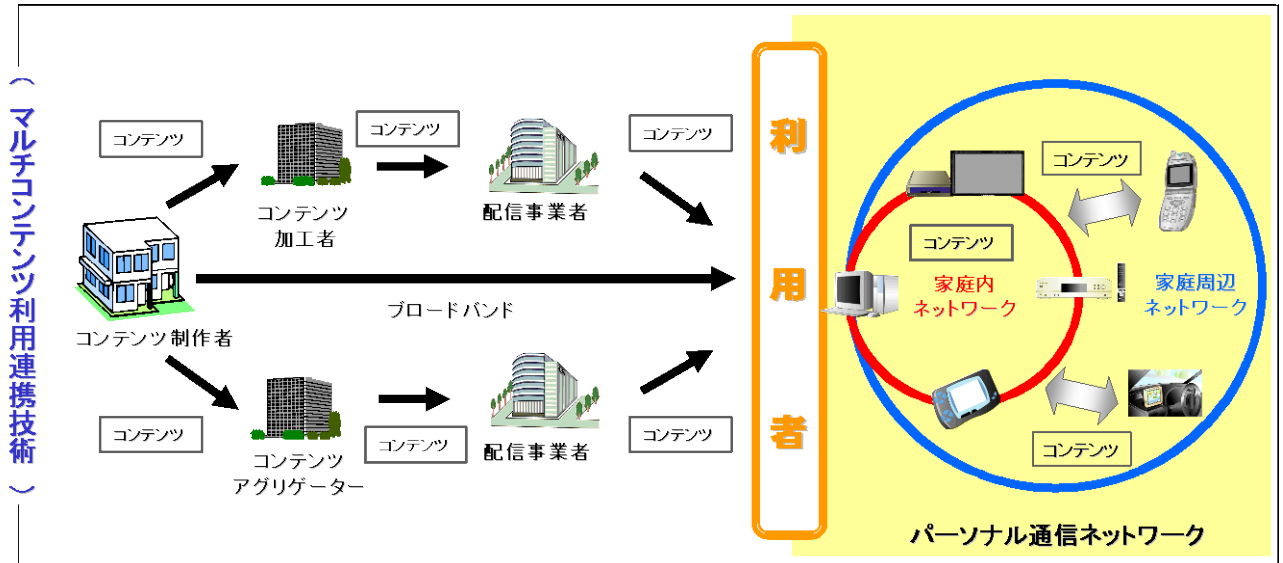 （マルチコンテンツ利用連携技術）
コンテンツ
コンテンツ
コンテンツ
コンテンツ
加工者
配信事業者
コンテンツ制作者
ブロードバンド
コンテンツ
コンテンツ
コンテンツ
コンテンツ
アグリゲーター
配信事業者
利用者
コンテンツ
コンテンツ
家庭内
ネットワーク
家庭周辺
ネットワーク
コンテンツ
パーソナル通信ネットワーク